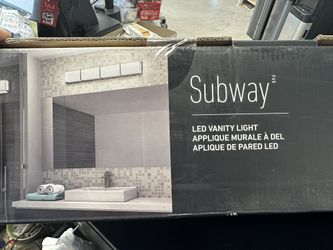 Subway
LED VANITY LIGHT
APPLIQUE MURALE À DEL
APLIQUE DE PARED LED